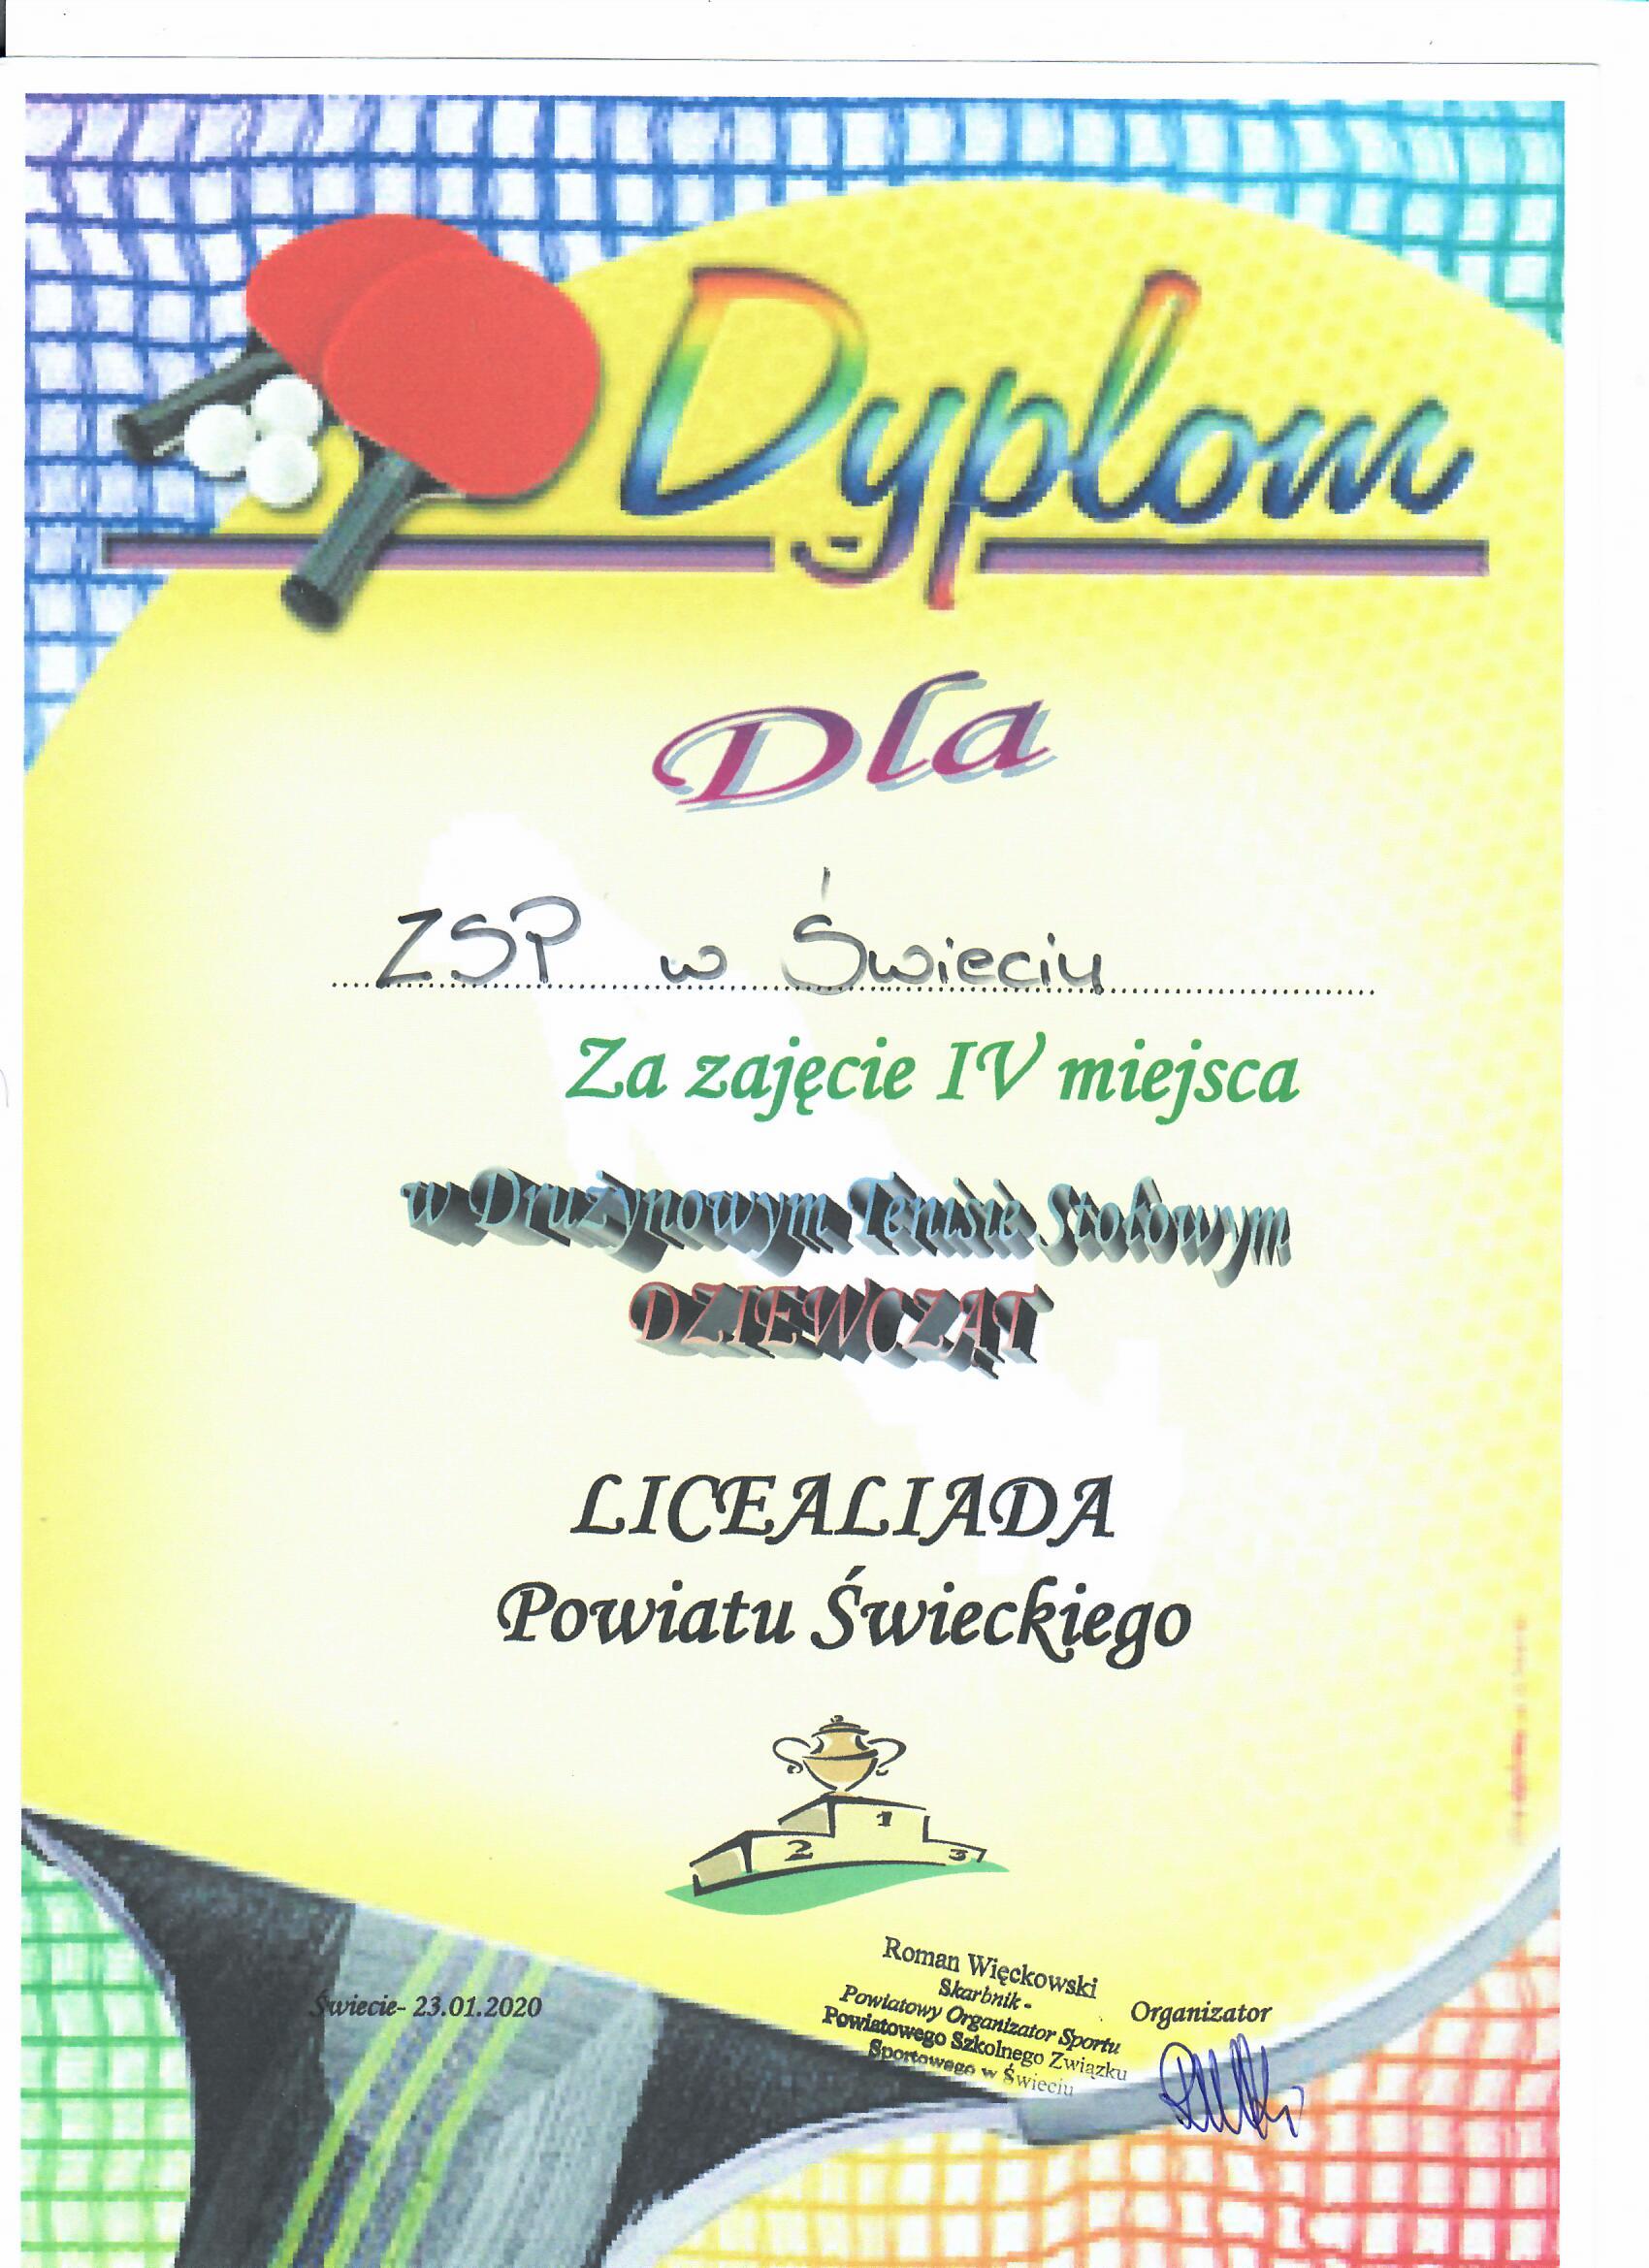 Dyplom
Dla
ZSP w Świeciu
Za zajęcie IV miejsca
w Drużynowym Tenisie Stołowym
DZIEWCZĄT
LICEALIADA
Powiatu Świeckiego
1
2
3
Świecie- 23.01.2020
Roman Więckowski
Skarbnik -
Powiatowy Organizator Sportu
Powiatowego Szkolnego Związku
Sportowego w Świeciu
Organizator